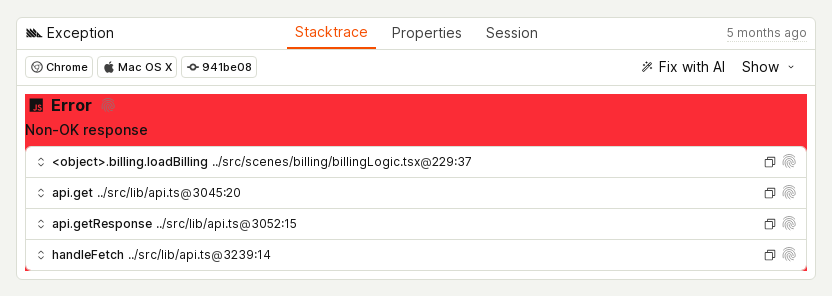 Exception
Stacktrace
Properties
Session
5 months ago
Chrome
Mac OS X
941be08
Fix with AI
Show
JS Error
Non-OK response
<object>.billing.loadBilling ../src/scenes/billing/billingLogic.tsx@229:37
api.get ../src/lib/api.ts@3045:20
api.getResponse ../src/lib/api.ts@3052:15
handleFetch ../src/lib/api.ts@3239:14